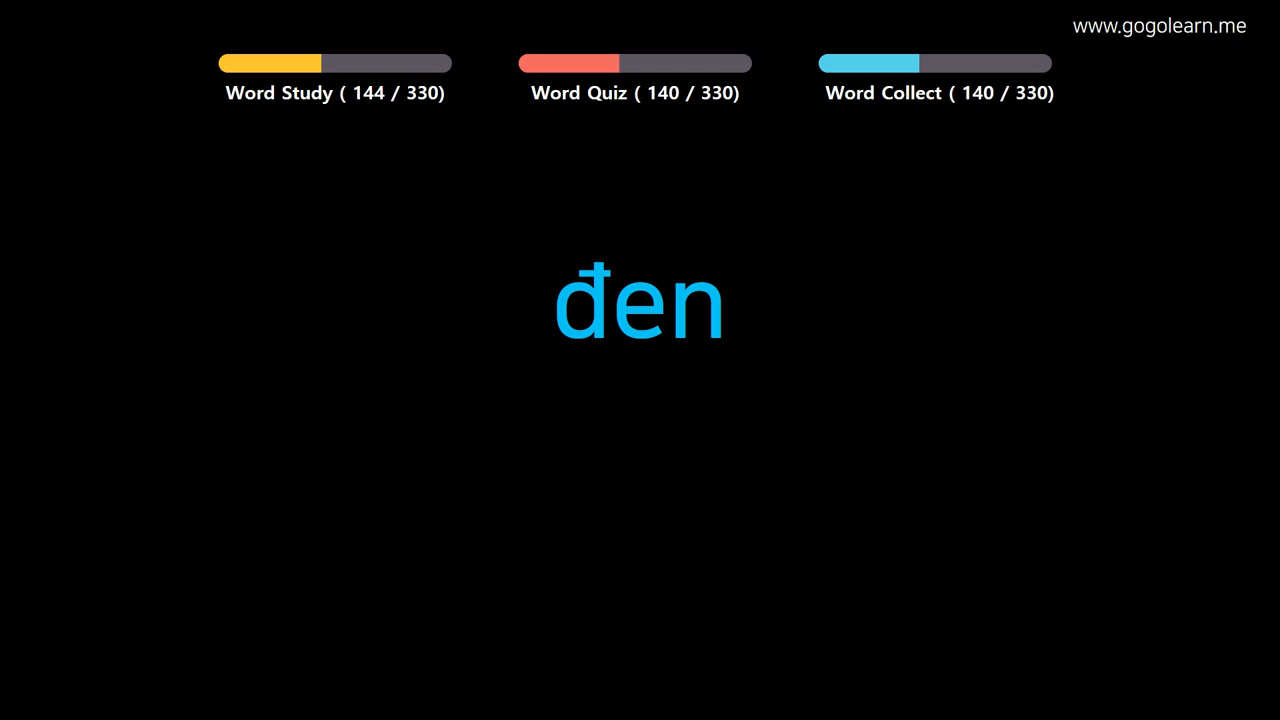 www.gogolearn.me
Word Study ( 144 / 330)
Word Quiz ( 140 / 330)
Word Collect ( 140 / 330)
đen